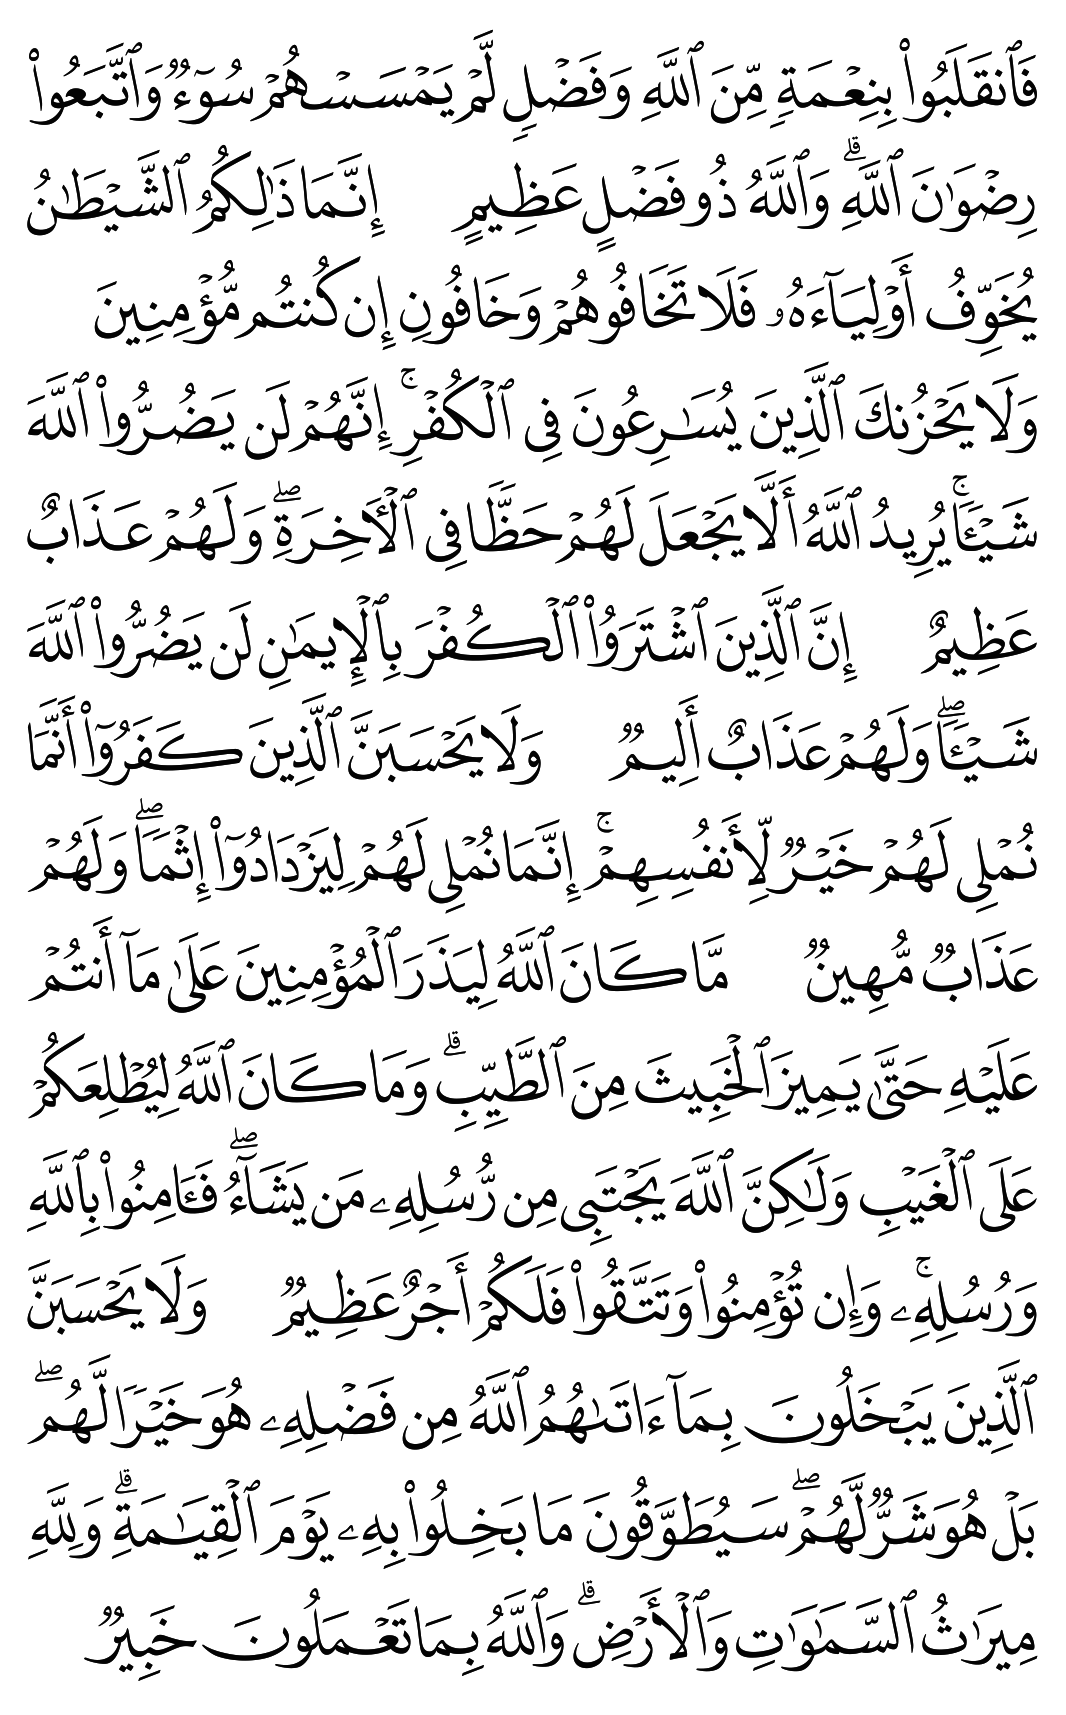 فَٱنقَلَبُوا۟ بِنِعْمَةٍ مِّنَ ٱللَّهِ وَفَضْلٍ لَّمْ يَمْسَسْهُمْ سُوٓءٌ وَٱتَّبَعُوا۟
رِضْوَٰنَ ٱللَّهِ ۗ وَٱللَّهُ ذُو فَضْلٍ عَظِيمٍ إِنَّمَا ذَٰلِكُمُ ٱلشَّيْطَٰنُ
يُخَوِّفُ أَوْلِيَآءَهُۥ فَلَا تَخَافُوهُمْ وَخَافُونِ إِن كُنتُم مُّؤْمِنِينَ
وَلَا يَحْزُنكَ ٱلَّذِينَ يُسَٰرِعُونَ فِى ٱلْكُفْرِ ۚ إِنَّهُمْ لَن يَضُرُّوا۟ ٱللَّهَ
شَيْـًٔا ۚ يُرِيدُ ٱللَّهُ أَلَّا يَجْعَلَ لَهُمْ حَظًّا فِى ٱلْءَاخِرَةِ ۖ وَلَهُمْ عَذَابٌ
عَظِيمٌ إِنَّ ٱلَّذِينَ ٱشْتَرَوُا۟ ٱلْكُفْرَ بِٱلْإِيمَٰنِ لَن يَضُرُّوا۟ ٱللَّهَ
شَيْـًٔا ۖ وَلَهُمْ عَذَابٌ أَلِيمٌ وَلَا يَحْسَبَنَّ ٱلَّذِينَ كَفَرُوٓا۟ أَنَّمَا
نُمْلِى لَهُمْ خَيْرٌ لِّأَنفُسِهِمْ ۚ إِنَّمَا نُمْلِى لَهُمْ لِيَزْدَادُوٓا۟ إِثْمًا ۖ وَلَهُمْ
عَذَابٌ مُّهِينٌ مَّا كَانَ ٱللَّهُ لِيَذَرَ ٱلْمُؤْمِنِينَ عَلَىٰ مَآ أَنتُمْ
عَلَيْهِ حَتَّىٰ يَمِيزَ ٱلْخَبِيثَ مِنَ ٱلطَّيِّبِ ۗ وَمَا كَانَ ٱللَّهُ لِيُطْلِعَكُمْ
عَلَى ٱلْغَيْبِ وَلَٰكِنَّ ٱللَّهَ يَجْتَبِى مِن رُّسُلِهِۦ مَن يَشَآءُ ۖ فَـَٔامِنُوا۟ بِٱللَّهِ
وَرُسُلِهِۦ ۚ وَإِن تُؤْمِنُوا۟ وَتَتَّقُوا۟ فَلَكُمْ أَجْرٌ عَظِيمٌ وَلَا يَحْسَبَنَّ
ٱلَّذِينَ يَبْخَلُونَ بِمَآ ءَاتَىٰهُمُ ٱللَّهُ مِن فَضْلِهِۦ هُوَ خَيْرًا لَّهُم ۖ
بَلْ هُوَ شَرٌّ لَّهُمْ ۖ سَيُطَوَّقُونَ مَا بَخِلُوا۟ بِهِۦ يَوْمَ ٱلْقِيَٰمَةِ ۗ وَلِلَّهِ
مِيرَٰثُ ٱلسَّمَٰوَٰتِ وَٱلْأَرْضِ ۗ وَٱللَّهُ بِمَا تَعْمَلُونَ خَبِيرٌ